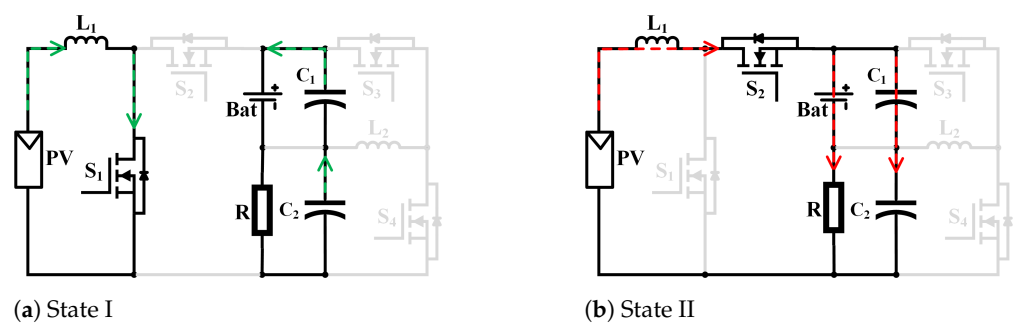 L1
S2
C1
S3
Bat
L2
PV
S1
R
C2
S4
(a) State I
L1
S2
C1
S3
Bat
L2
PV
S1
R
C2
S4
(b) State II